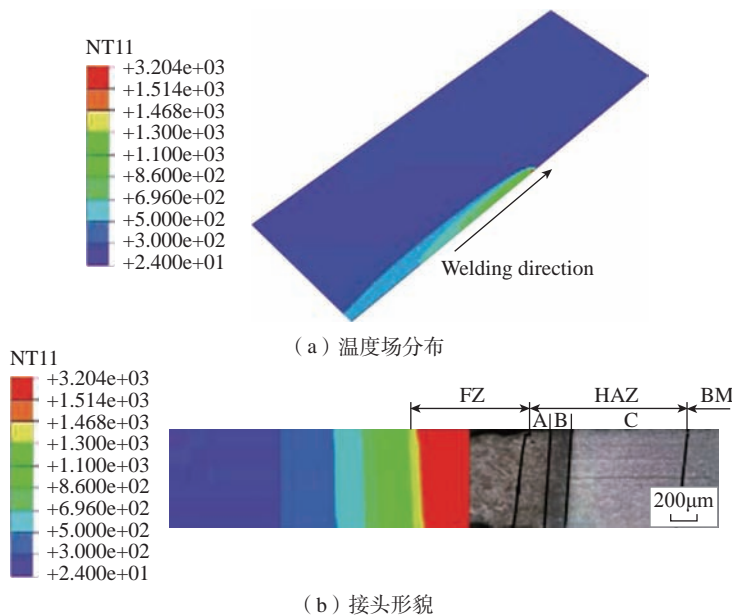 NT11
+3.204e+03
+1.514e+03
+1.468e+03
+1.300e+03
+1.100e+03
+8.600e+02
+6.960e+02
+5.000e+02
+3.000e+02
+2.400e+01
Welding direction
（a）温度场分布
NT11
+3.204e+03
+1.514e+03
+1.468e+03
+1.300e+03
+1.100e+03
+8.600e+02
+6.960e+02
+5.000e+02
+3.000e+02
+2.400e+01
FZ HAZ BM
A B C
200μm
（b）接头形貌